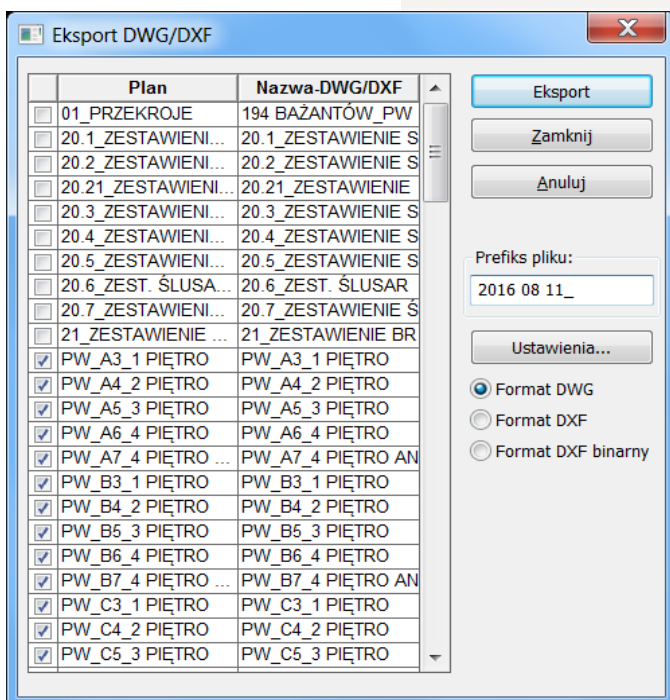 Eksport DWG/DXF
Plan Nazwa-DWG/DXF
01_PRZEKROJE 194 BAŻANTÓW_PW
20.1_ZESTAWIENI... 20.1_ZESTAWIENIE S
20.2_ZESTAWIENI... 20.2_ZESTAWIENIE S
20.21_ZESTAWIENI... 20.21_ZESTAWIENIE
20.3_ZESTAWIENI... 20.3_ZESTAWIENIE S
20.4_ZESTAWIENI... 20.4_ZESTAWIENIE S
20.5_ZESTAWIENI... 20.5_ZESTAWIENIE S
20.6_ZEST. ŚLUSA... 20.6_ZEST. ŚLUSAR
20.7_ZESTAWIENI... 20.7_ZESTAWIENIE Ś
21_ZESTAWIENIE ... 21_ZESTAWIENIE BR
PW_A3_1 PIĘTRO PW_A3_1 PIĘTRO
PW_A4_2 PIĘTRO PW_A4_2 PIĘTRO
PW_A5_3 PIĘTRO PW_A5_3 PIĘTRO
PW_A6_4 PIĘTRO PW_A6_4 PIĘTRO
PW_A7_4 PIĘTRO ... PW_A7_4 PIĘTRO AN
PW_B3_1 PIĘTRO PW_B3_1 PIĘTRO
PW_B4_2 PIĘTRO PW_B4_2 PIĘTRO
PW_B5_3 PIĘTRO PW_B5_3 PIĘTRO
PW_B6_4 PIĘTRO PW_B6_4 PIĘTRO
PW_B7_4 PIĘTRO ... PW_B7_4 PIĘTRO AN
PW_C3_1 PIĘTRO PW_C3_1 PIĘTRO
PW_C4_2 PIĘTRO PW_C4_2 PIĘTRO
PW_C5_3 PIĘTRO PW_C5_3 PIĘTRO
Eksport
Zamknij
Anuluj
Prefiks pliku:
2016 08 11_
Ustawienia...
Format DWG
Format DXF
Format DXF binarny